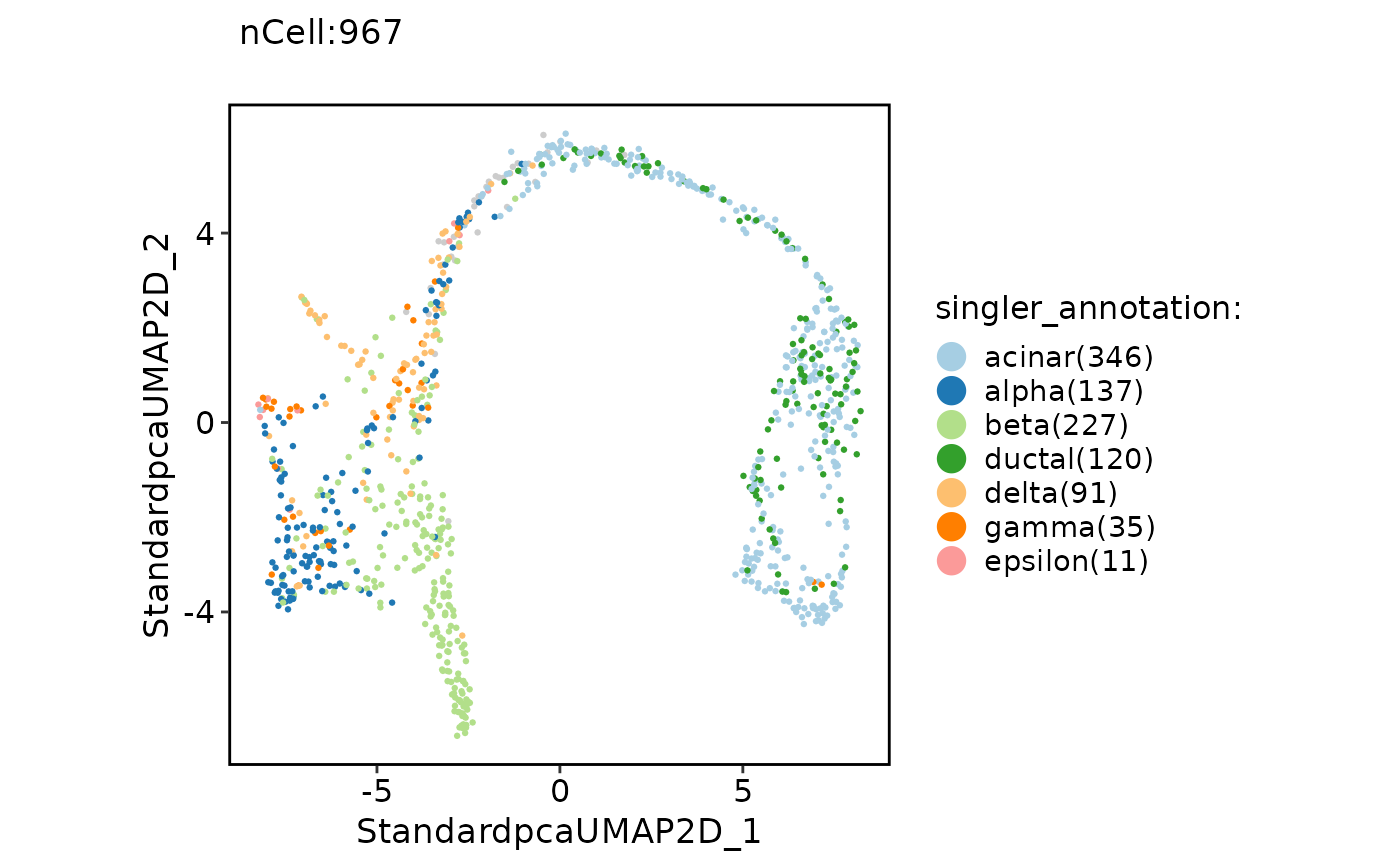 nCell:967
StandardpcaUMAP2D_2
4
0
-4
-5
0
5
StandardpcaUMAP2D_1
singler_annotation:
acinar(346)
alpha(137)
beta(227)
ductal(120)
delta(91)
gamma(35)
epsilon(11)